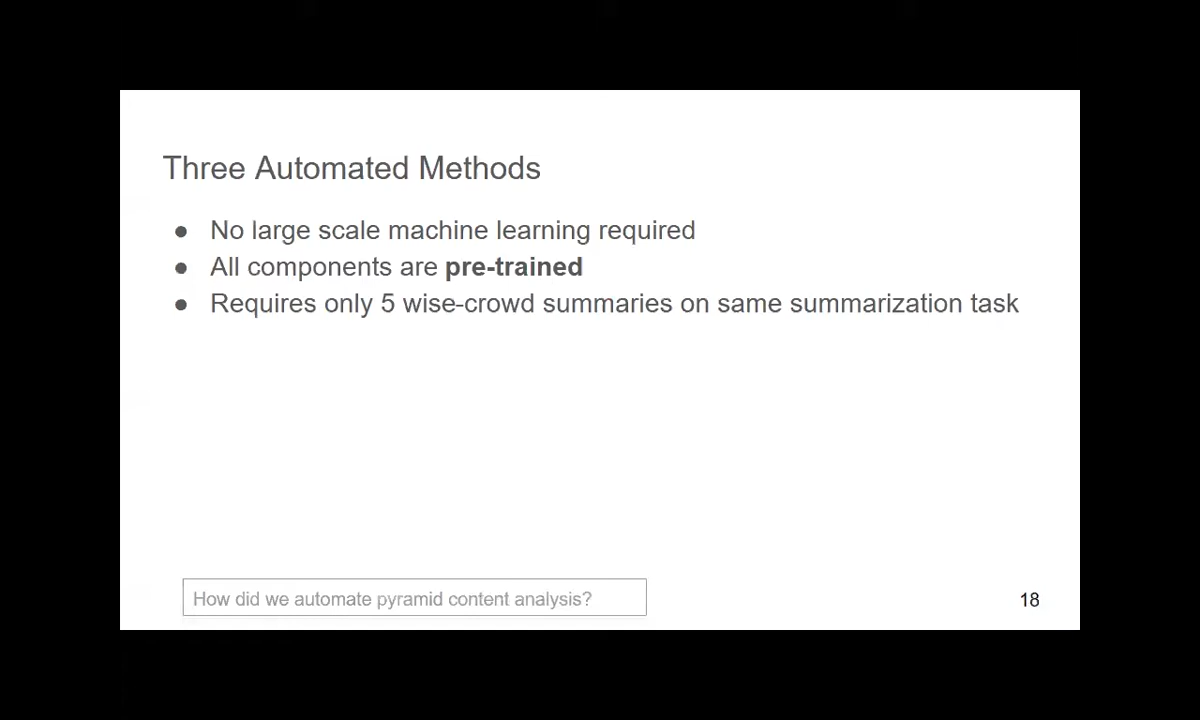 Three Automated Methods
● No large scale machine learning required
● All components are pre-trained
● Requires only 5 wise-crowd summaries on same summarization task
How did we automate pyramid content analysis?
18